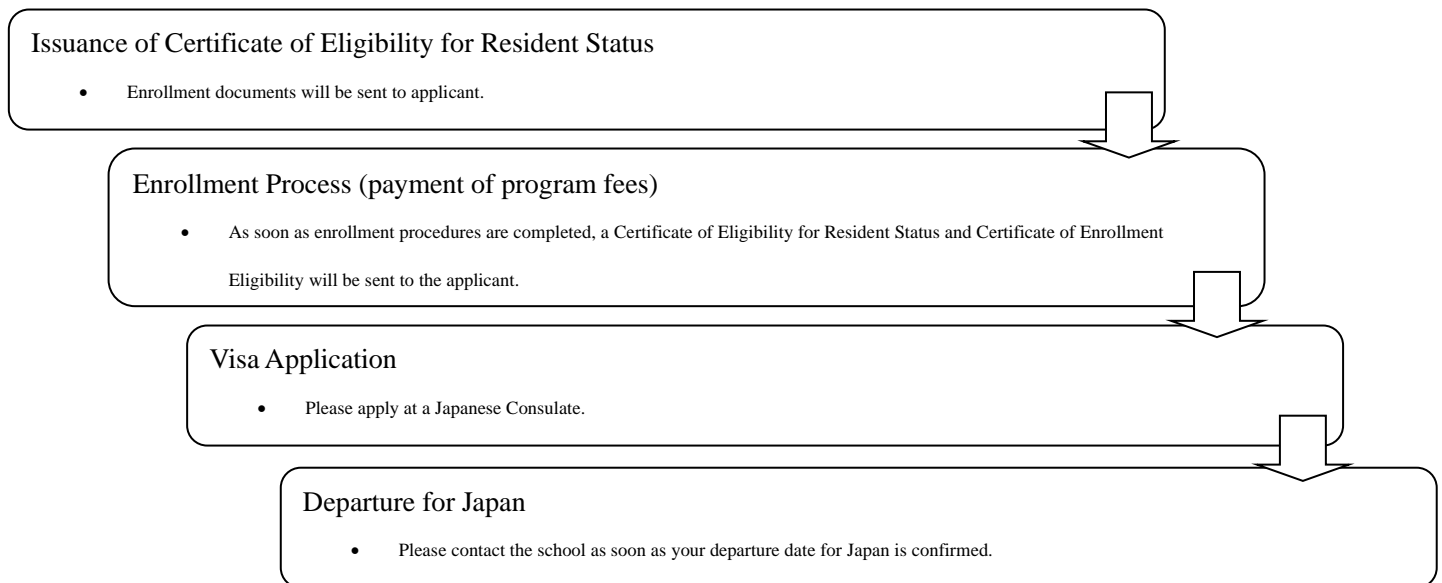 Issuance of Certificate of Eligibility for Resident Status
• Enrollment documents will be sent to applicant.
Enrollment Process (payment of program fees)
• As soon as enrollment procedures are completed, a Certificate of Eligibility for Resident Status and Certificate of Enrollment
Eligibility will be sent to the applicant.
Visa Application
• Please apply at a Japanese Consulate.
Departure for Japan
• Please contact the school as soon as your departure date for Japan is confirmed.